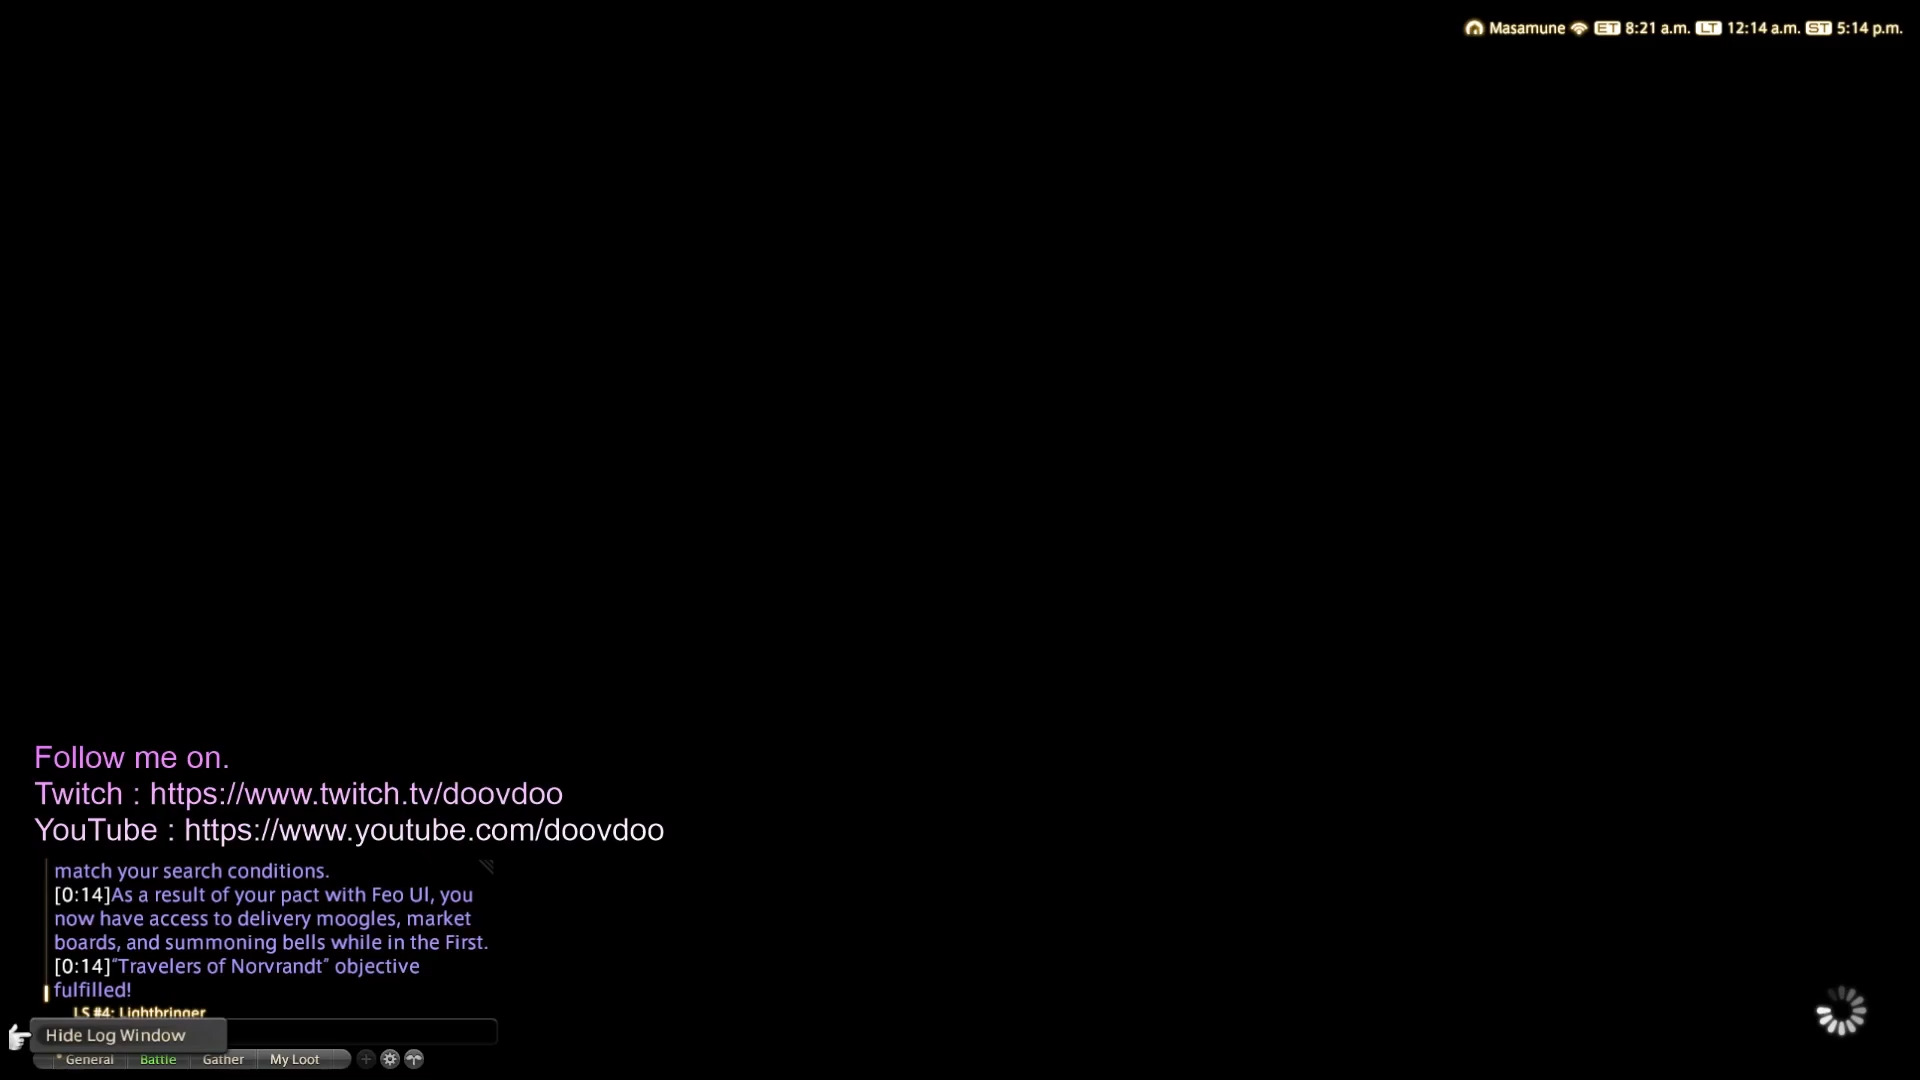 Masamune ET 8:21 a.m. LT 12:14 a.m. ST 5:14 p.m.
Follow me on.
Twitch : https://www.twitch.tv/doovdoo
YouTube : https://www.youtube.com/doovdoo
match your search conditions.
[0:14]As a result of your pact with Feo Ul, you
now have access to delivery moogles, market
boards, and summoning bells while in the First.
[0:14]“Travelers of Norvrandt” objective
fulfilled!
LS #4: Lightbringer
Hide Log Window
* General Battle Gather My Loot